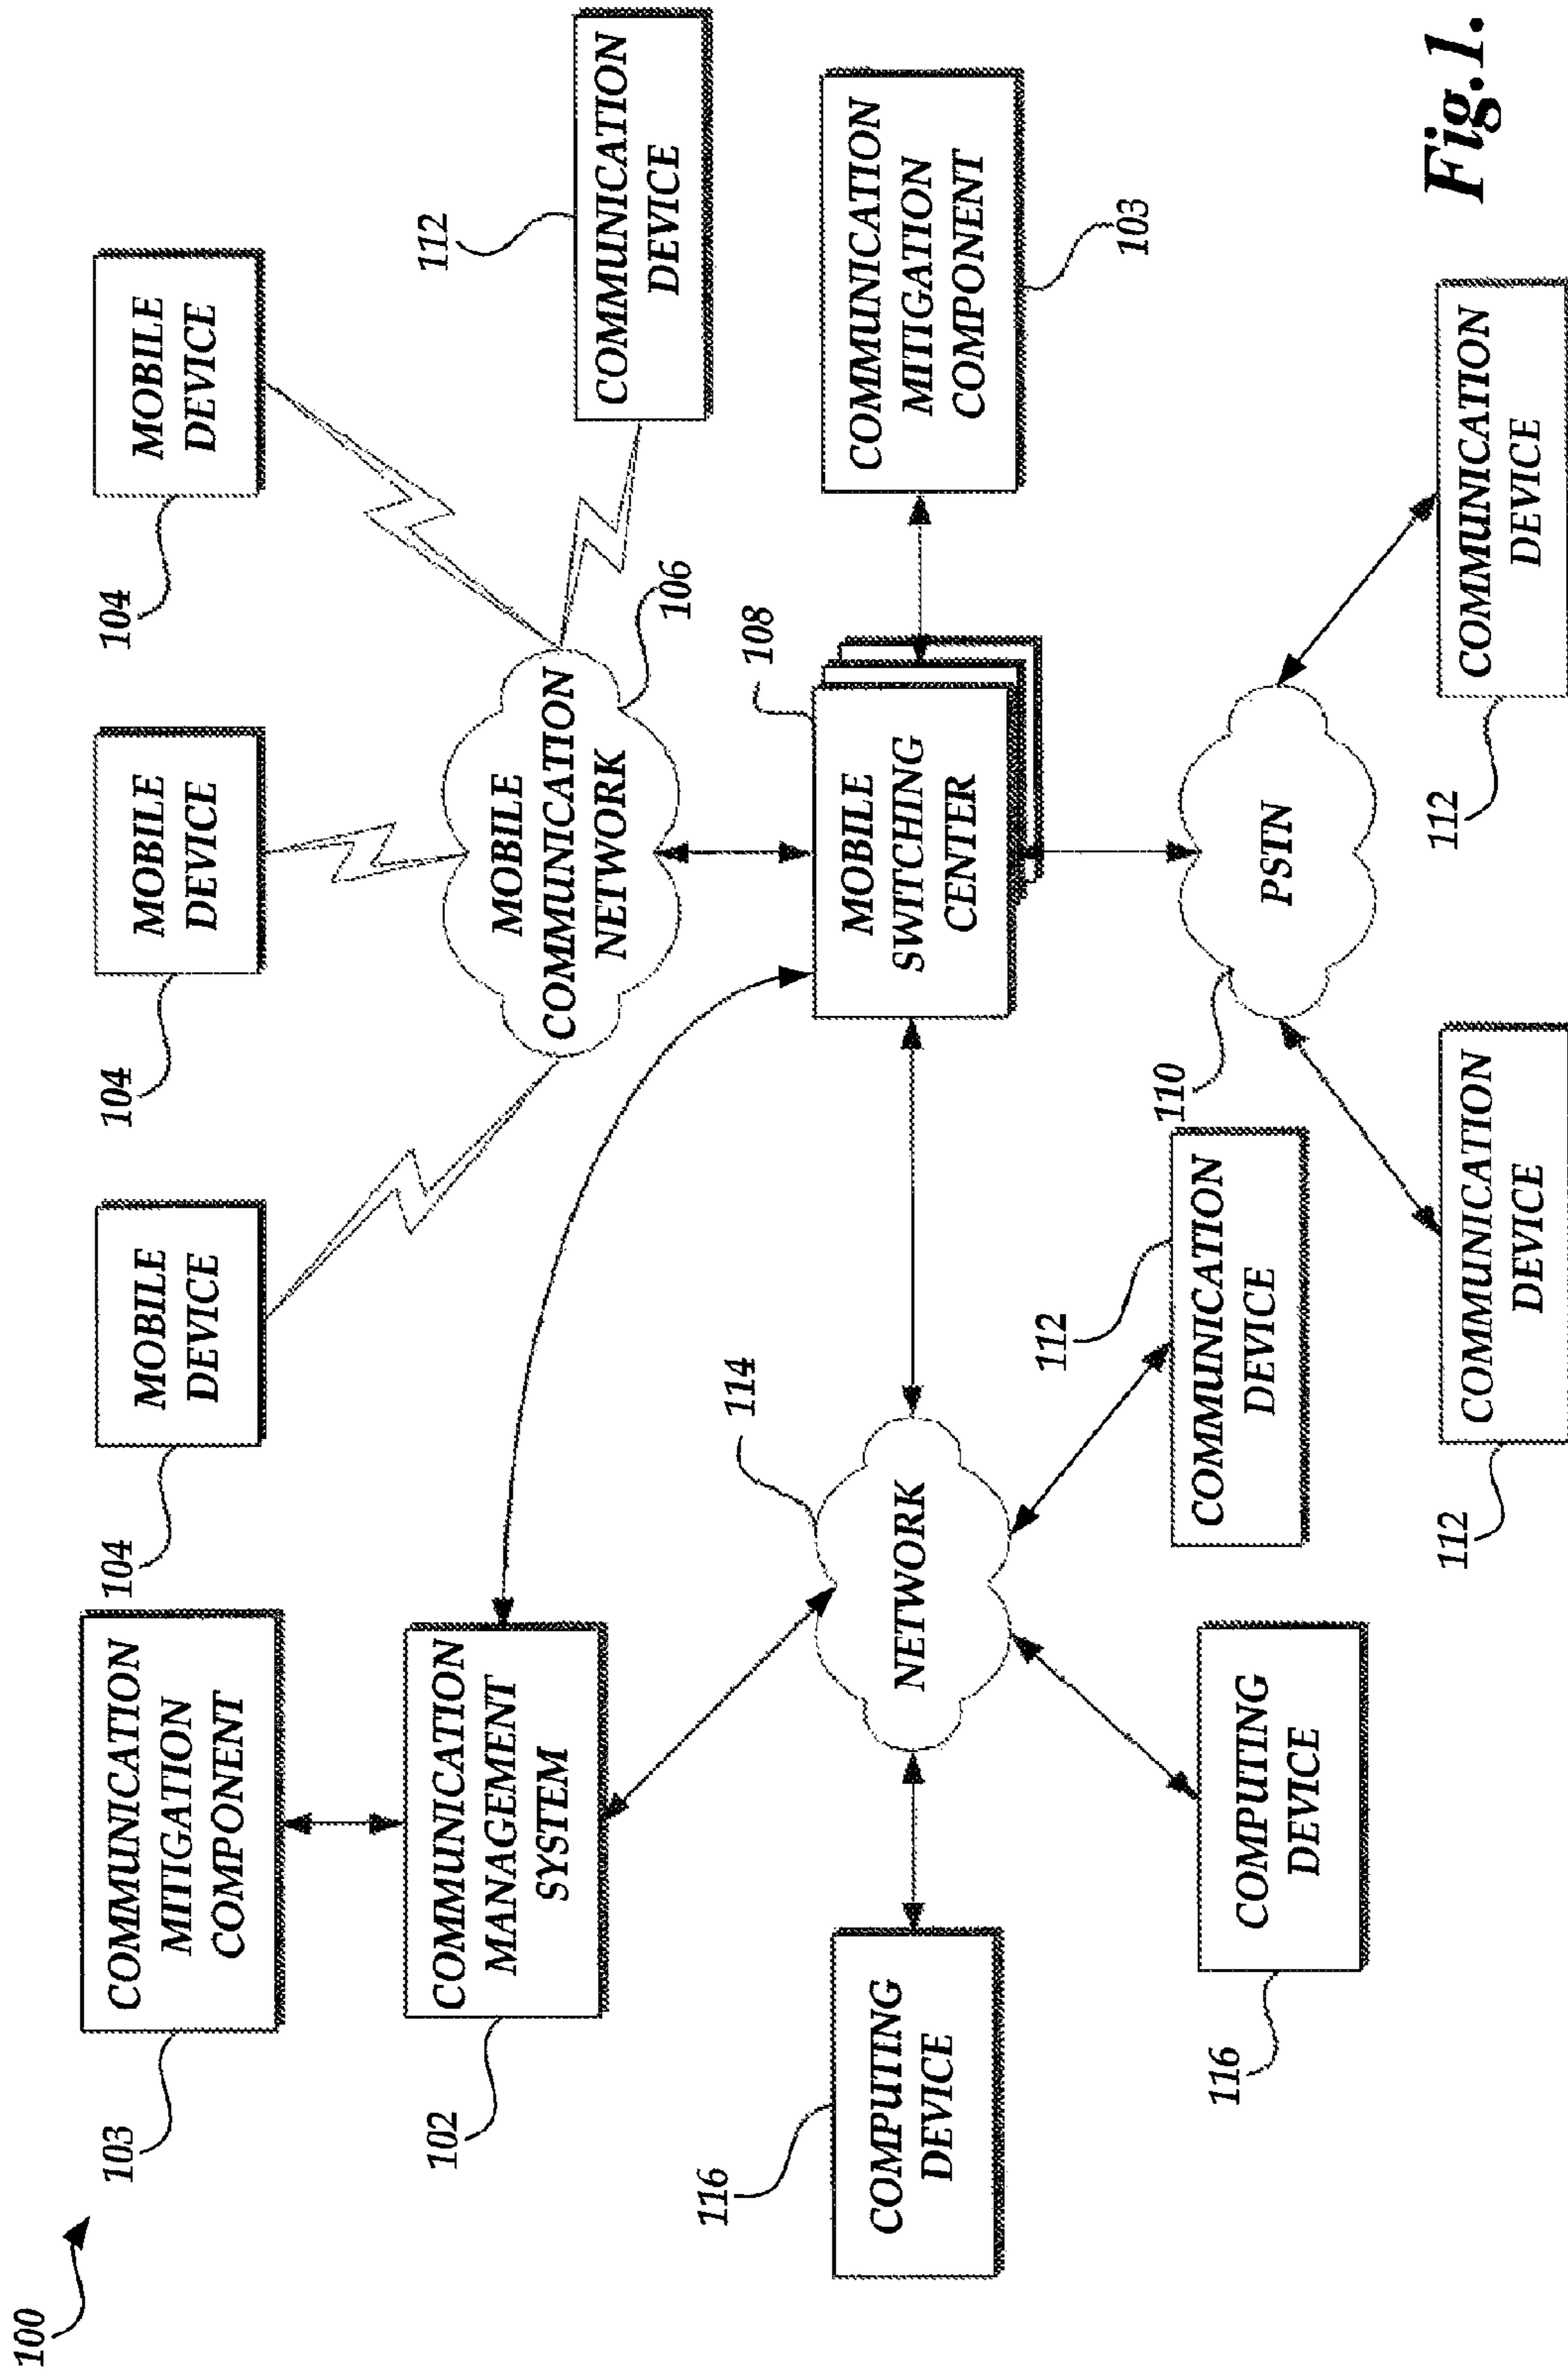 100
103
COMMUNICATION
MITIGATION
COMPONENT
104
MOBILE
DEVICE
104
MOBILE
DEVICE
104
MOBILE
DEVICE
102
COMMUNICATION
MANAGEMENT
SYSTEM
MOBILE
COMMUNICATION
NETWORK
106
112
COMMUNICATION
DEVICE
116
COMPUTING
DEVICE
114
NETWORK
108
MOBILE
SWITCHING
CENTER
COMMUNICATION
MITIGATION
COMPONENT
103
116
COMPUTING
DEVICE
112
COMMUNICATION
DEVICE
110
PSTN
112
COMMUNICATION
DEVICE
112
COMMUNICATION
DEVICE
Fig.1.